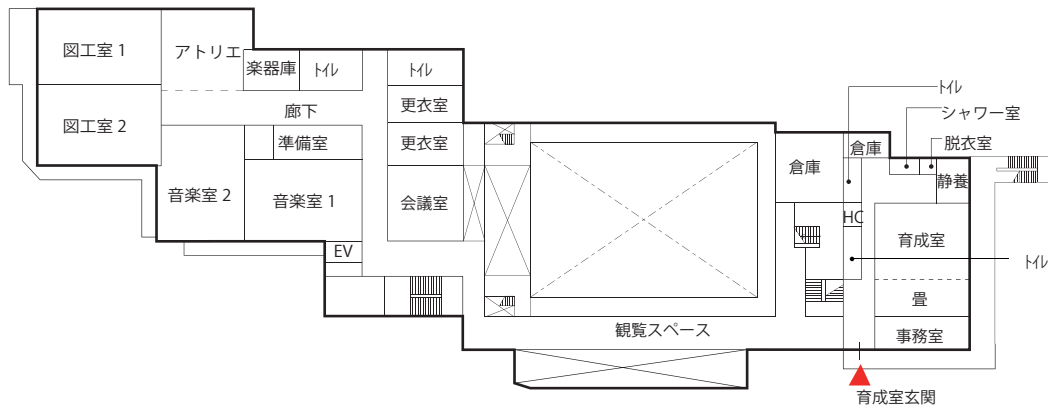 図工室 1
アトリエ
楽器庫
トイレ
トイレ
更衣室
廊下
図工室 2
準備室
更衣室
音楽室 2
音楽室 1
会議室
EV
倉庫
倉庫
トイレ
シャワー室
脱衣室
静養
HC
育成室
トイレ
畳
観覧スペース
事務室
育成室玄関